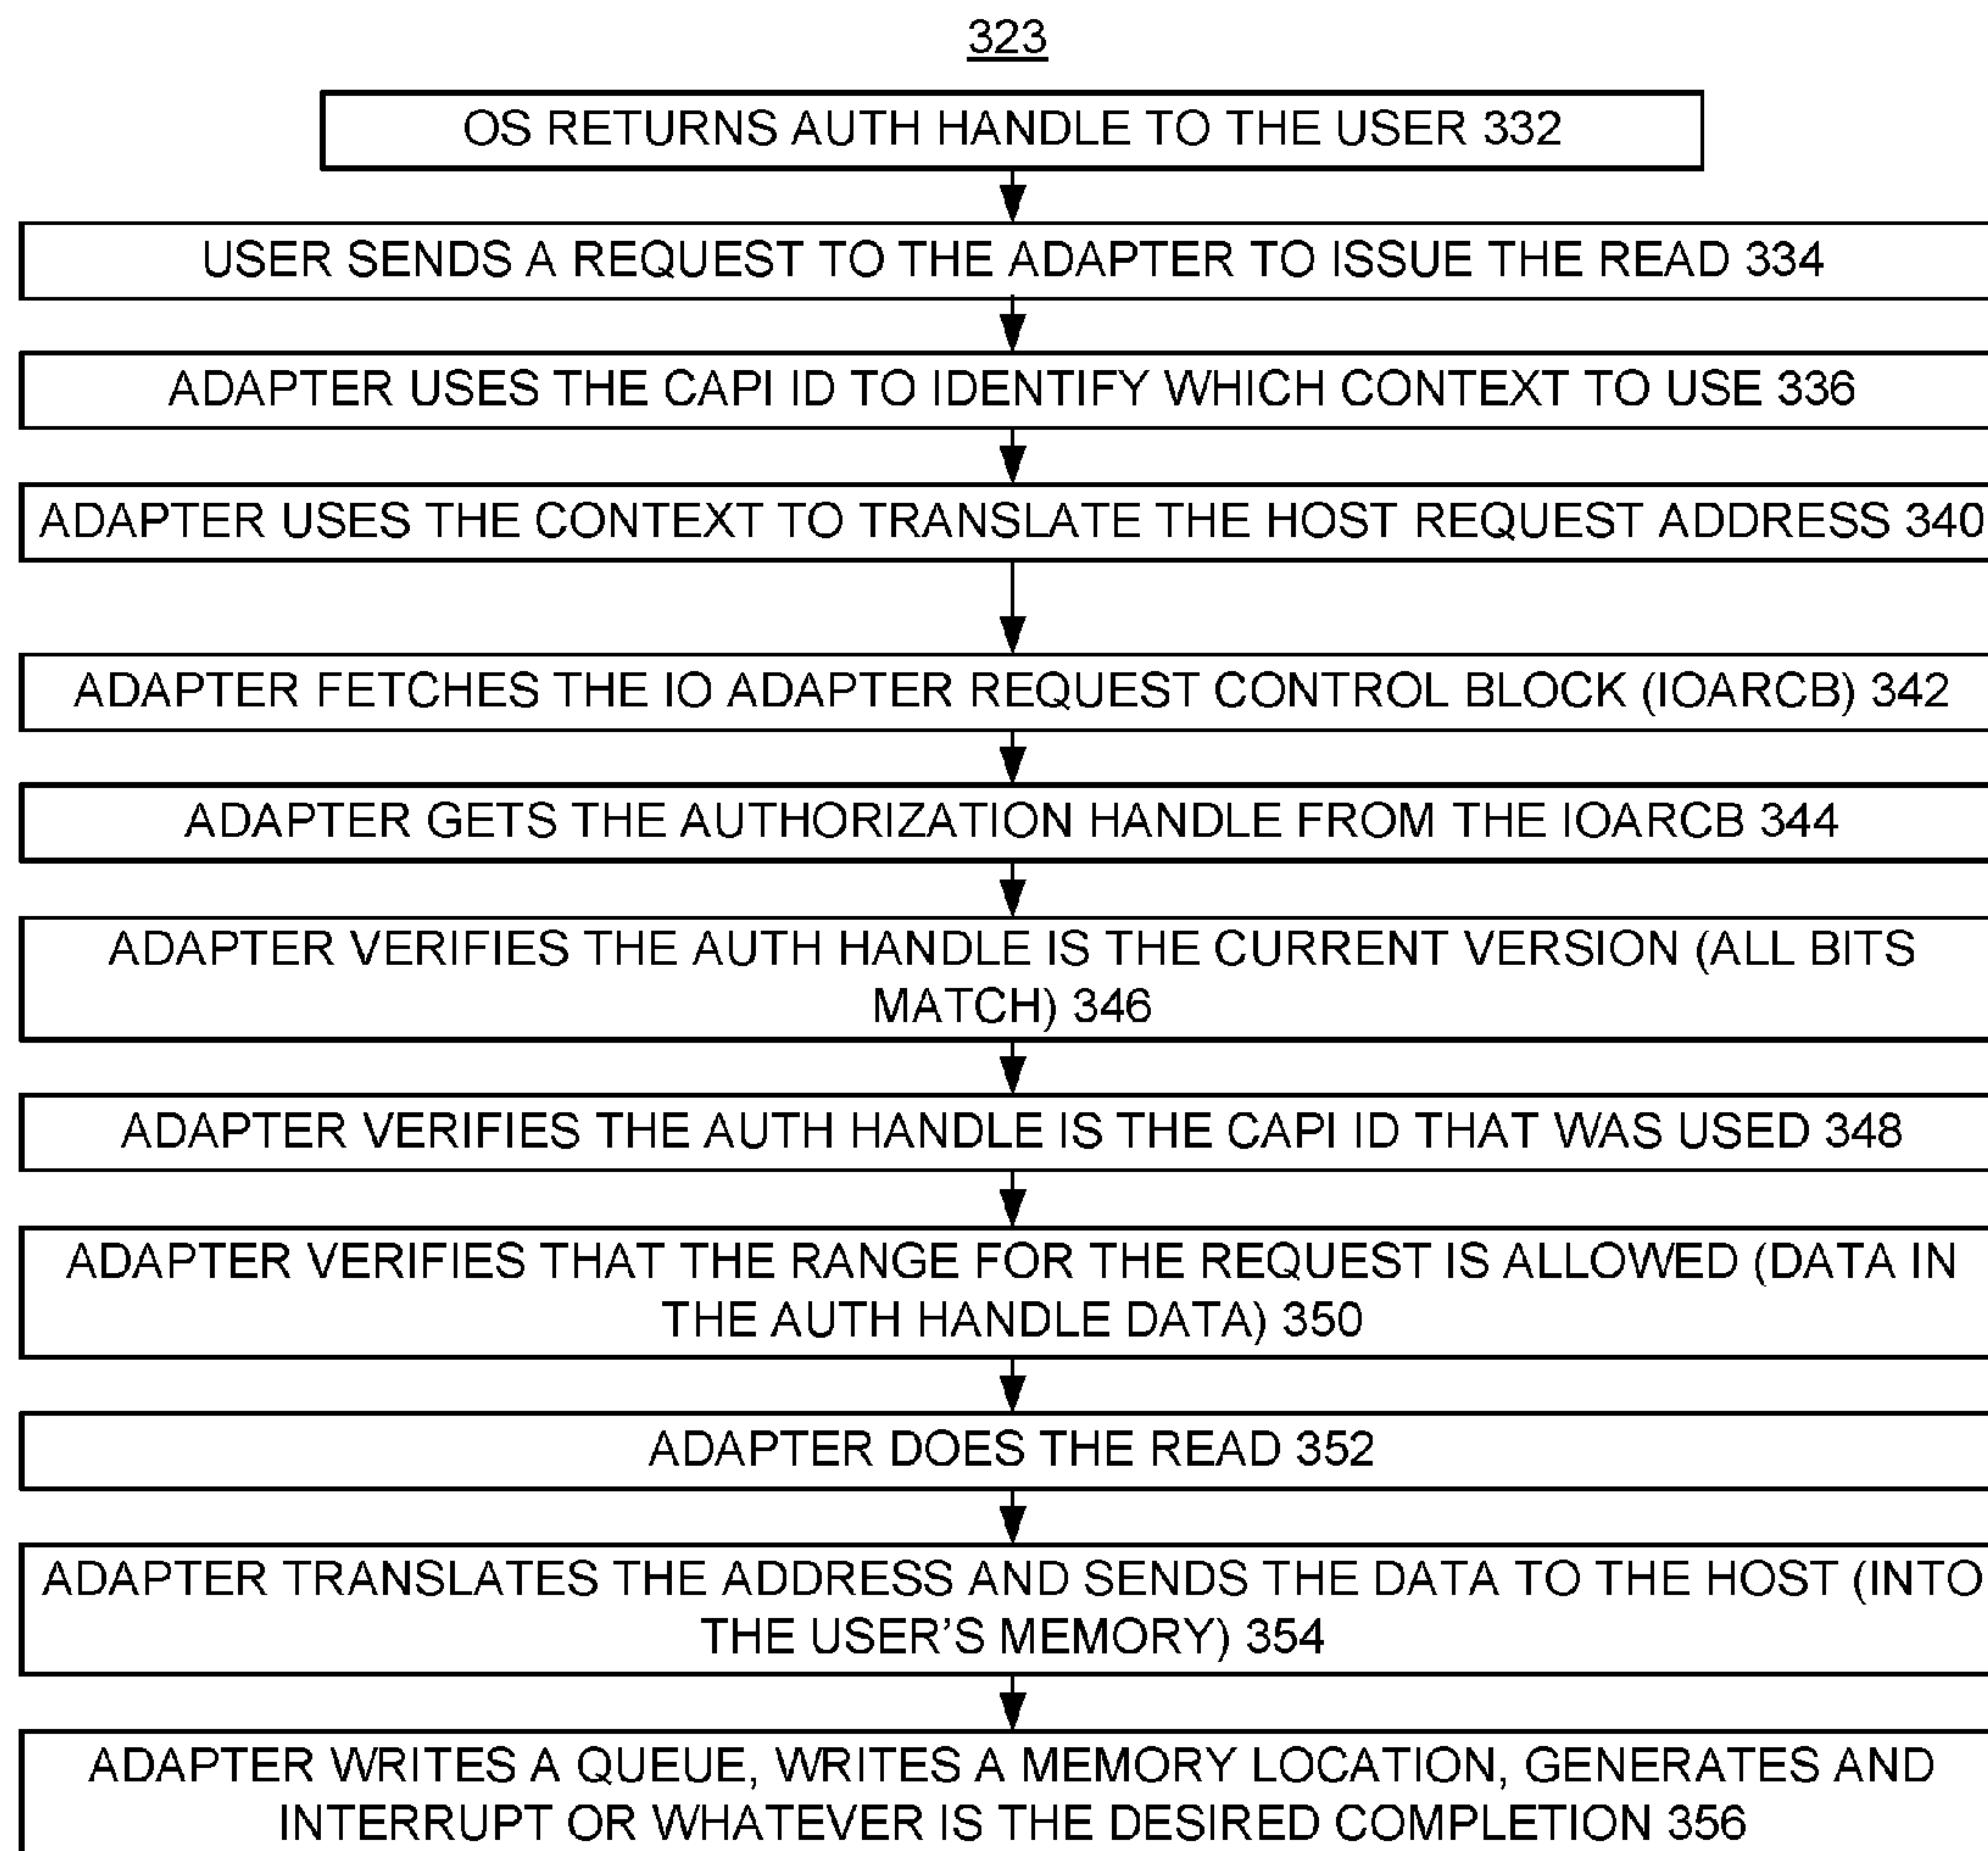 323
OS RETURNS AUTH HANDLE TO THE USER 332
USER SENDS A REQUEST TO THE ADAPTER TO ISSUE THE READ 334
ADAPTER USES THE CAPI ID TO IDENTIFY WHICH CONTEXT TO USE 336
ADAPTER USES THE CONTEXT TO TRANSLATE THE HOST REQUEST ADDRESS 340
ADAPTER FETCHES THE IO ADAPTER REQUEST CONTROL BLOCK (IOARCB) 342
ADAPTER GETS THE AUTHORIZATION HANDLE FROM THE IOARCB 344
ADAPTER VERIFIES THE AUTH HANDLE IS THE CURRENT VERSION (ALL BITS
MATCH) 346
ADAPTER VERIFIES THE AUTH HANDLE IS THE CAPI ID THAT WAS USED 348
ADAPTER VERIFIES THAT THE RANGE FOR THE REQUEST IS ALLOWED (DATA IN
THE AUTH HANDLE DATA) 350
ADAPTER DOES THE READ 352
ADAPTER TRANSLATES THE ADDRESS AND SENDS THE DATA TO THE HOST (INTO
THE USER’S MEMORY) 354
ADAPTER WRITES A QUEUE, WRITES A MEMORY LOCATION, GENERATES AND
INTERRUPT OR WHATEVER IS THE DESIRED COMPLETION 356